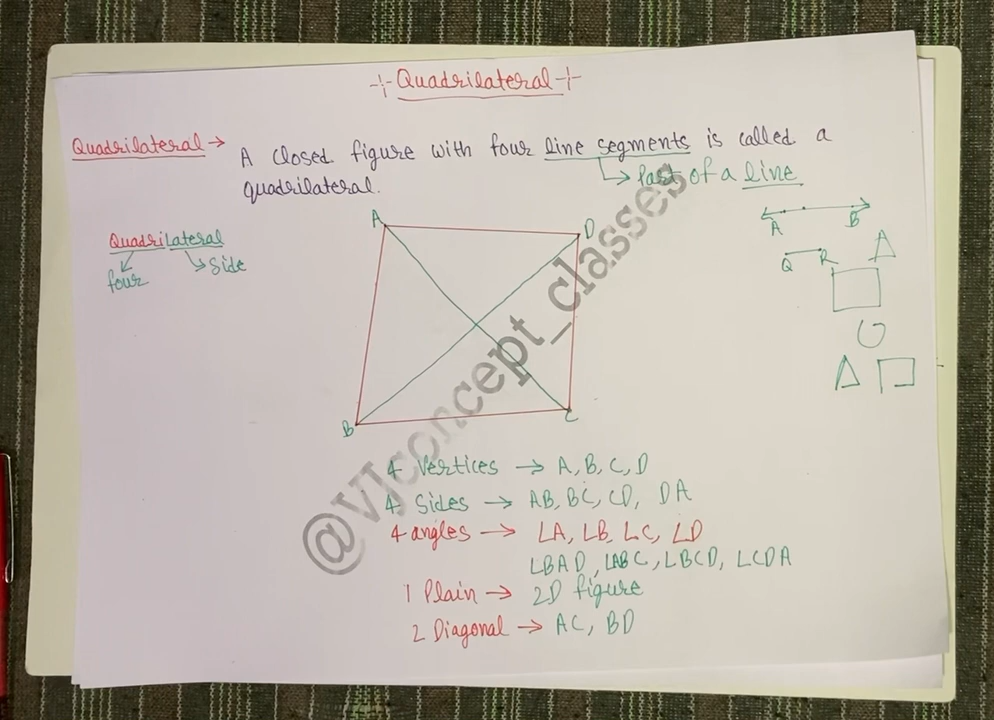 Quadrilateral
Quadrilateral → A closed figure with four line segments is called a
quadrilateral.
Part of a line
Quadrilateral
four
Side
A
D
B
C
A B
Q R
4 Vertices → A, B, C, D
4 Sides → AB, BC, CD, DA
4 angles → ∠A, ∠B, ∠C, ∠D
∠BAD, ∠ABC, ∠BCD, ∠CDA
1 Plain → 2D figure
2 Diagonal → AC, BD
@VJconcept_classes